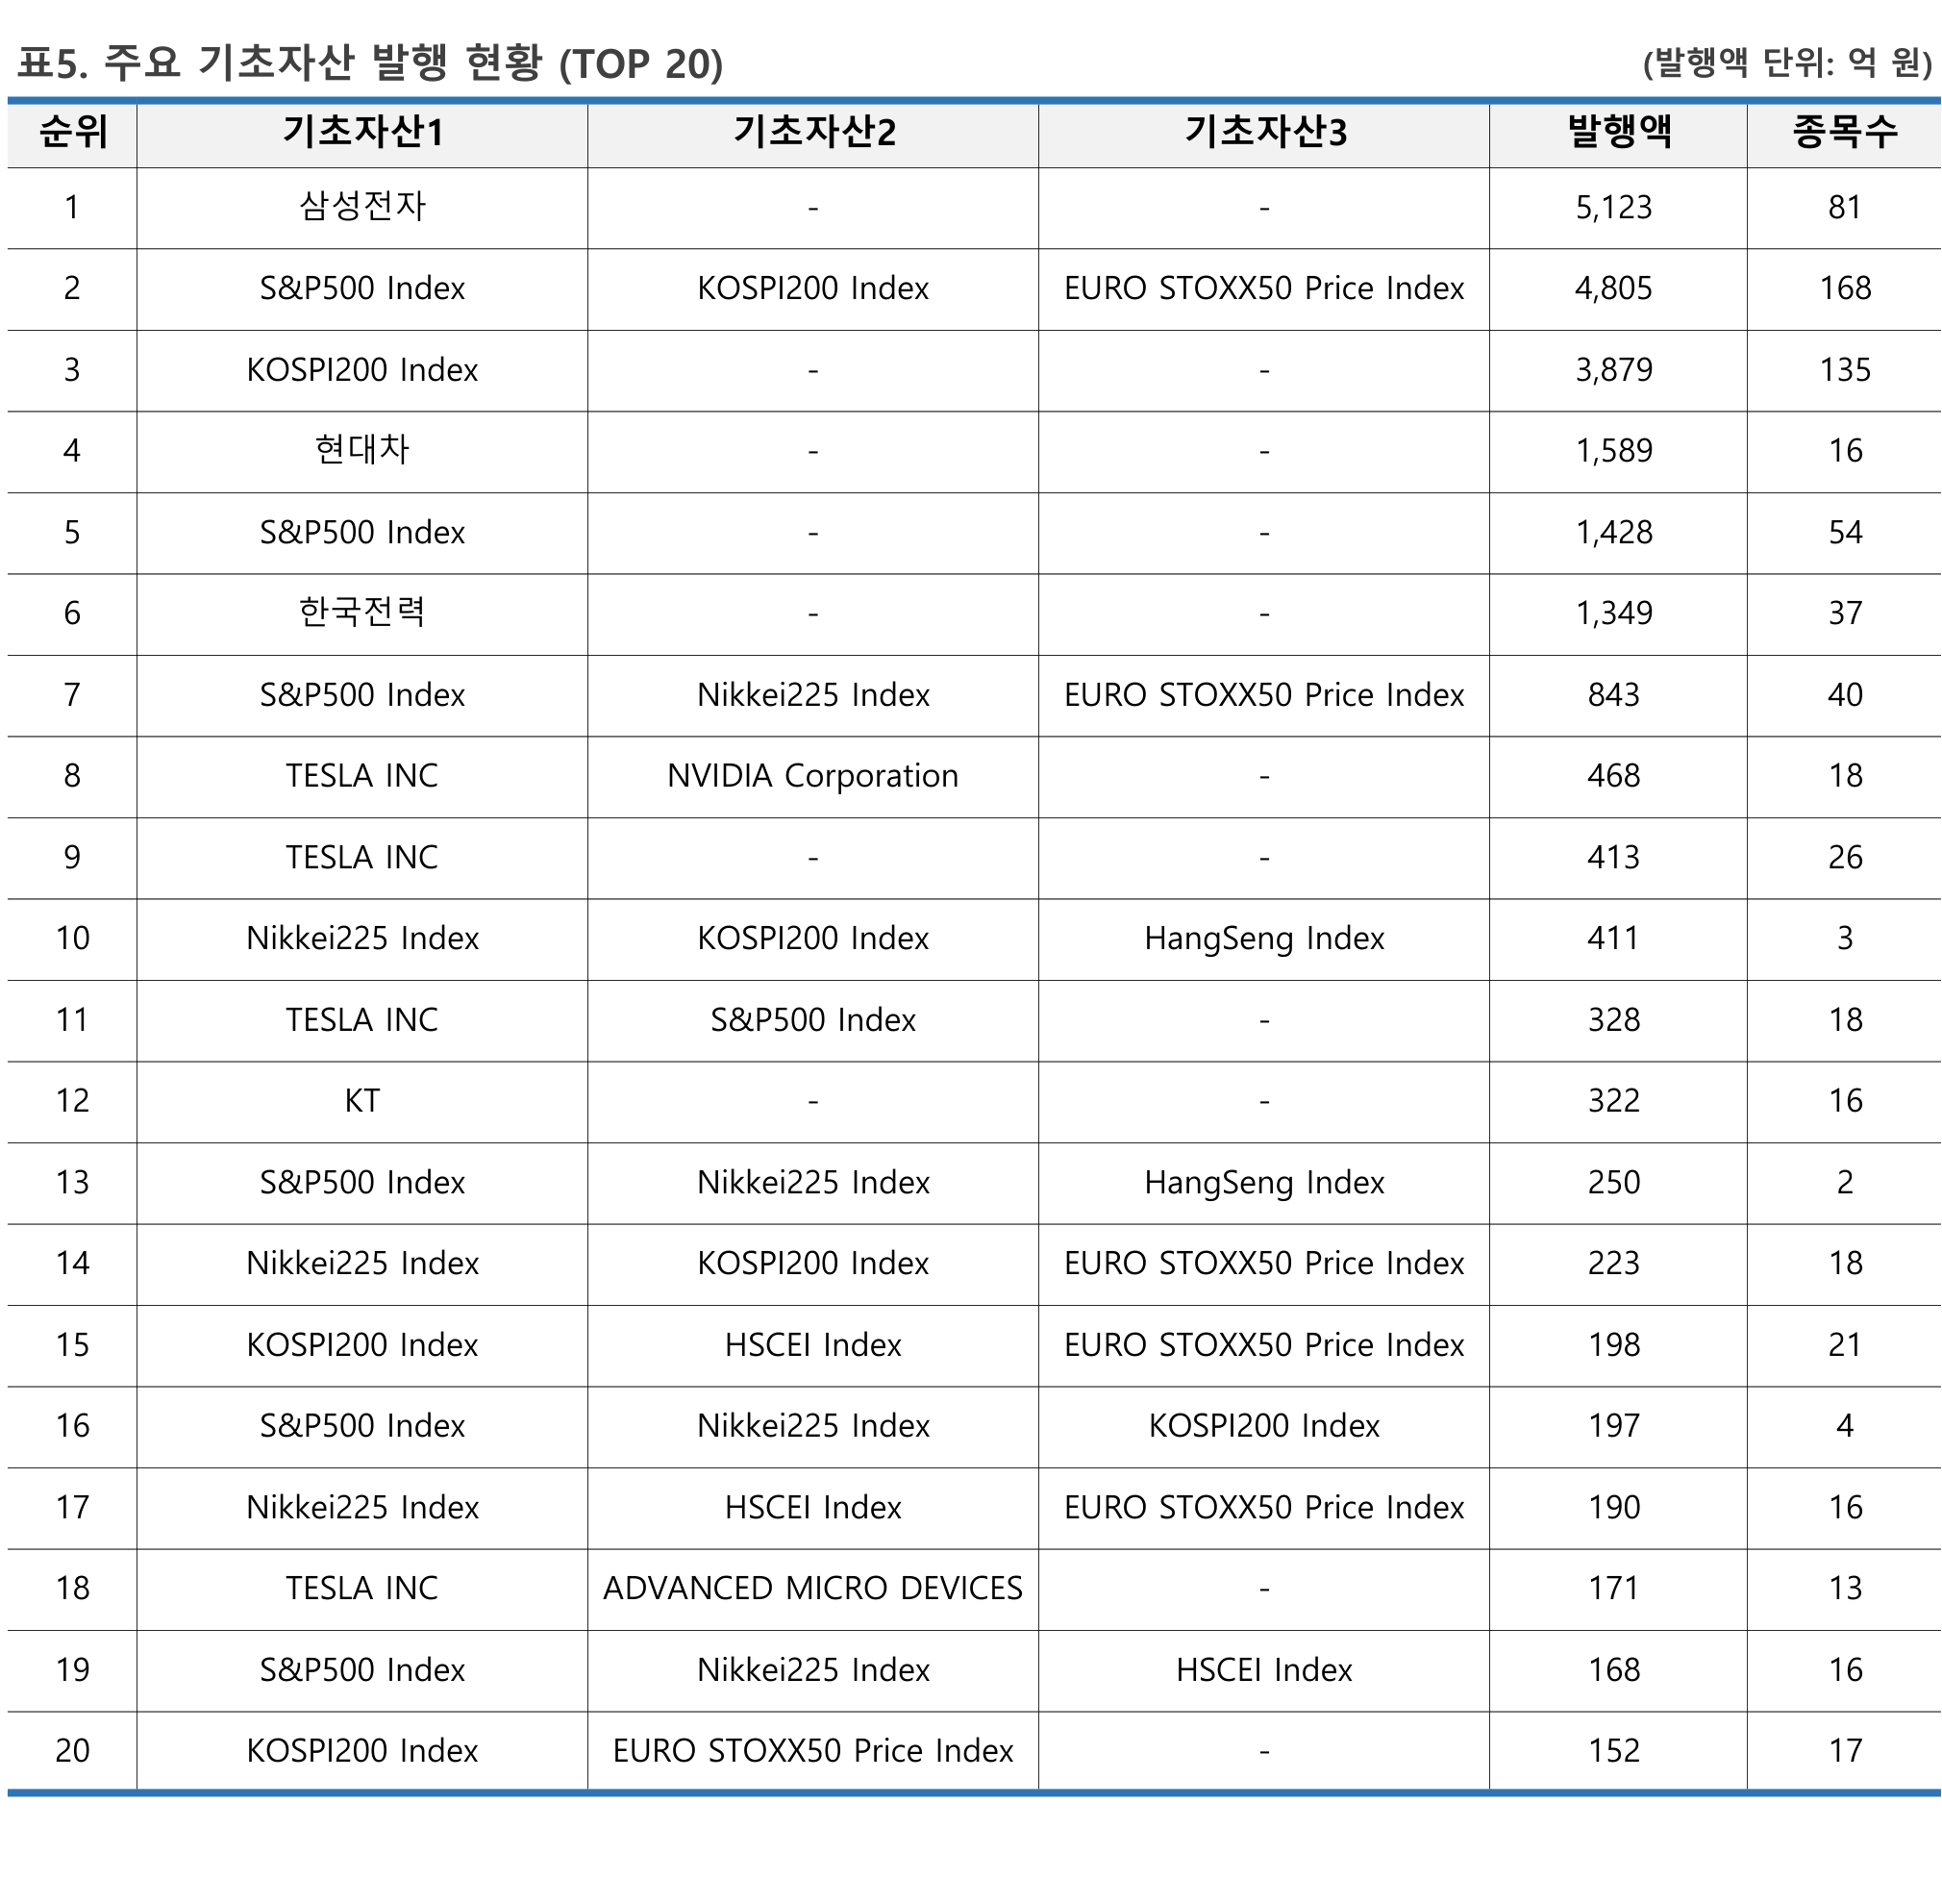 표5. 주요 기초자산 발행 현황 (TOP 20) (발행액 단위: 억 원)
순위 기초자산1 기초자산2 기초자산3 발행액 종목수
1 삼성전자 - - 5,123 81
2 S&P500 Index KOSPI200 Index EURO STOXX50 Price Index 4,805 168
3 KOSPI200 Index - - 3,879 135
4 현대차 - - 1,589 16
5 S&P500 Index - - 1,428 54
6 한국전력 - - 1,349 37
7 S&P500 Index Nikkei225 Index EURO STOXX50 Price Index 843 40
8 TESLA INC NVIDIA Corporation - 468 18
9 TESLA INC - - 413 26
10 Nikkei225 Index KOSPI200 Index HangSeng Index 411 3
11 TESLA INC S&P500 Index - 328 18
12 KT - - 322 16
13 S&P500 Index Nikkei225 Index HangSeng Index 250 2
14 Nikkei225 Index KOSPI200 Index EURO STOXX50 Price Index 223 18
15 KOSPI200 Index HSCEI Index EURO STOXX50 Price Index 198 21
16 S&P500 Index Nikkei225 Index KOSPI200 Index 197 4
17 Nikkei225 Index HSCEI Index EURO STOXX50 Price Index 190 16
18 TESLA INC ADVANCED MICRO DEVICES - 171 13
19 S&P500 Index Nikkei225 Index HSCEI Index 168 16
20 KOSPI200 Index EURO STOXX50 Price Index - 152 17